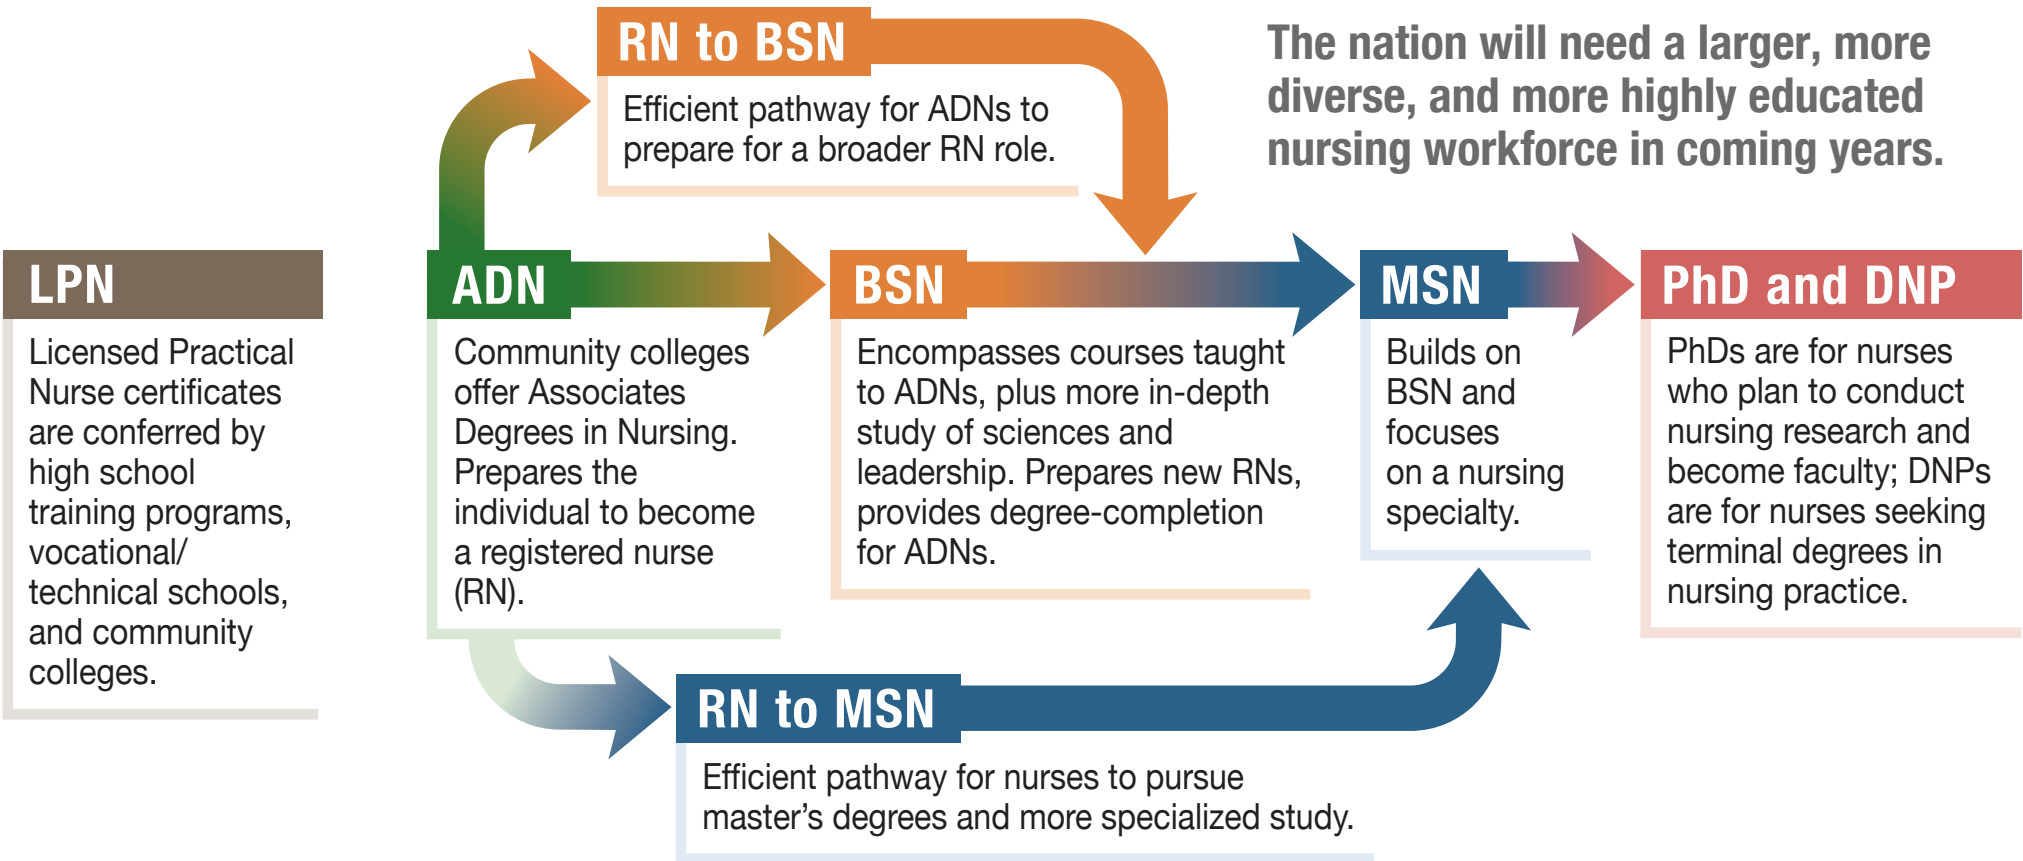 RN to BSN
Efficient pathway for ADNs to
prepare for a broader RN role.
The nation will need a larger, more
diverse, and more highly educated
nursing workforce in coming years.
LPN
Licensed Practical
Nurse certificates
are conferred by
high school
training programs,
vocational/
technical schools,
and community
colleges.
ADN
Community colleges
offer Associates
Degrees in Nursing.
Prepares the
individual to become
a registered nurse
(RN).
BSN
Encompasses courses taught
to ADNs, plus more in-depth
study of sciences and
leadership. Prepares new RNs,
provides degree-completion
for ADNs.
MSN
Builds on
BSN and
focuses
on a nursing
specialty.
PhD and DNP
PhDs are for nurses
who plan to conduct
nursing research and
become faculty; DNPs
are for nurses seeking
terminal degrees in
nursing practice.
RN to MSN
Efficient pathway for nurses to pursue
master’s degrees and more specialized study.